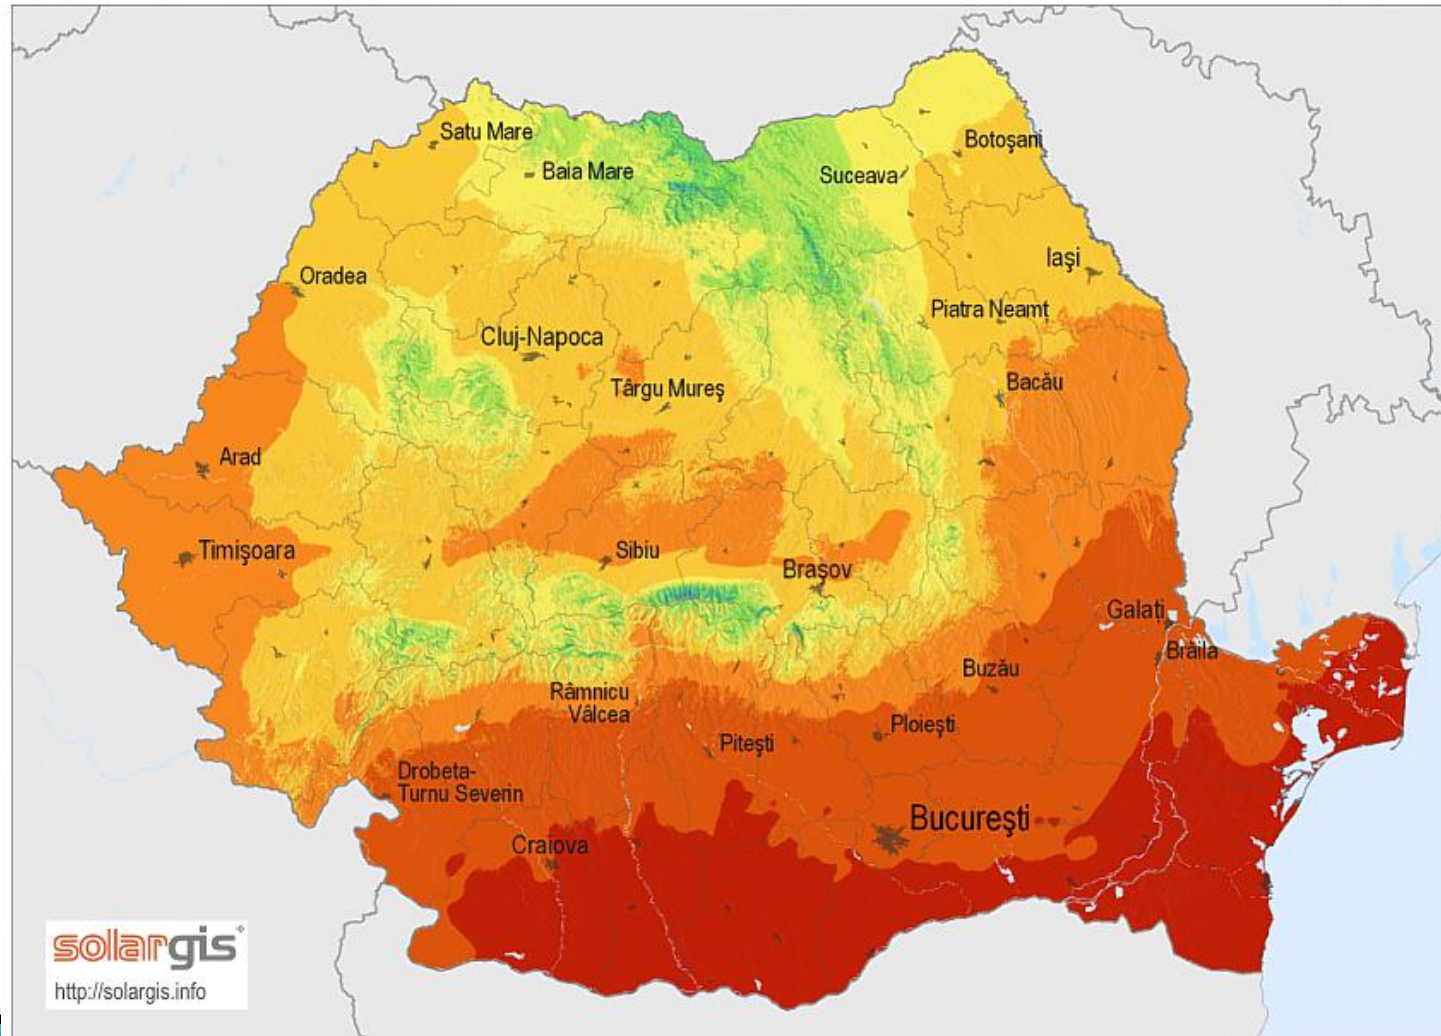 Satu Mare
Botoşani
Baia Mare
Suceava
Iaşi
Oradea
Piatra Neamt
Cluj-Napoca
Târgu Mureş
Bacău
Arad
Timişoara
Sibiu
Braşov
Galaţi
Brăila
Buzău
Râmnicu
Vâlcea
Ploieşti
Piteşti
Drobeta-
Turnu Severin
Bucureşti
Craiova
solargis
http://solargis.info